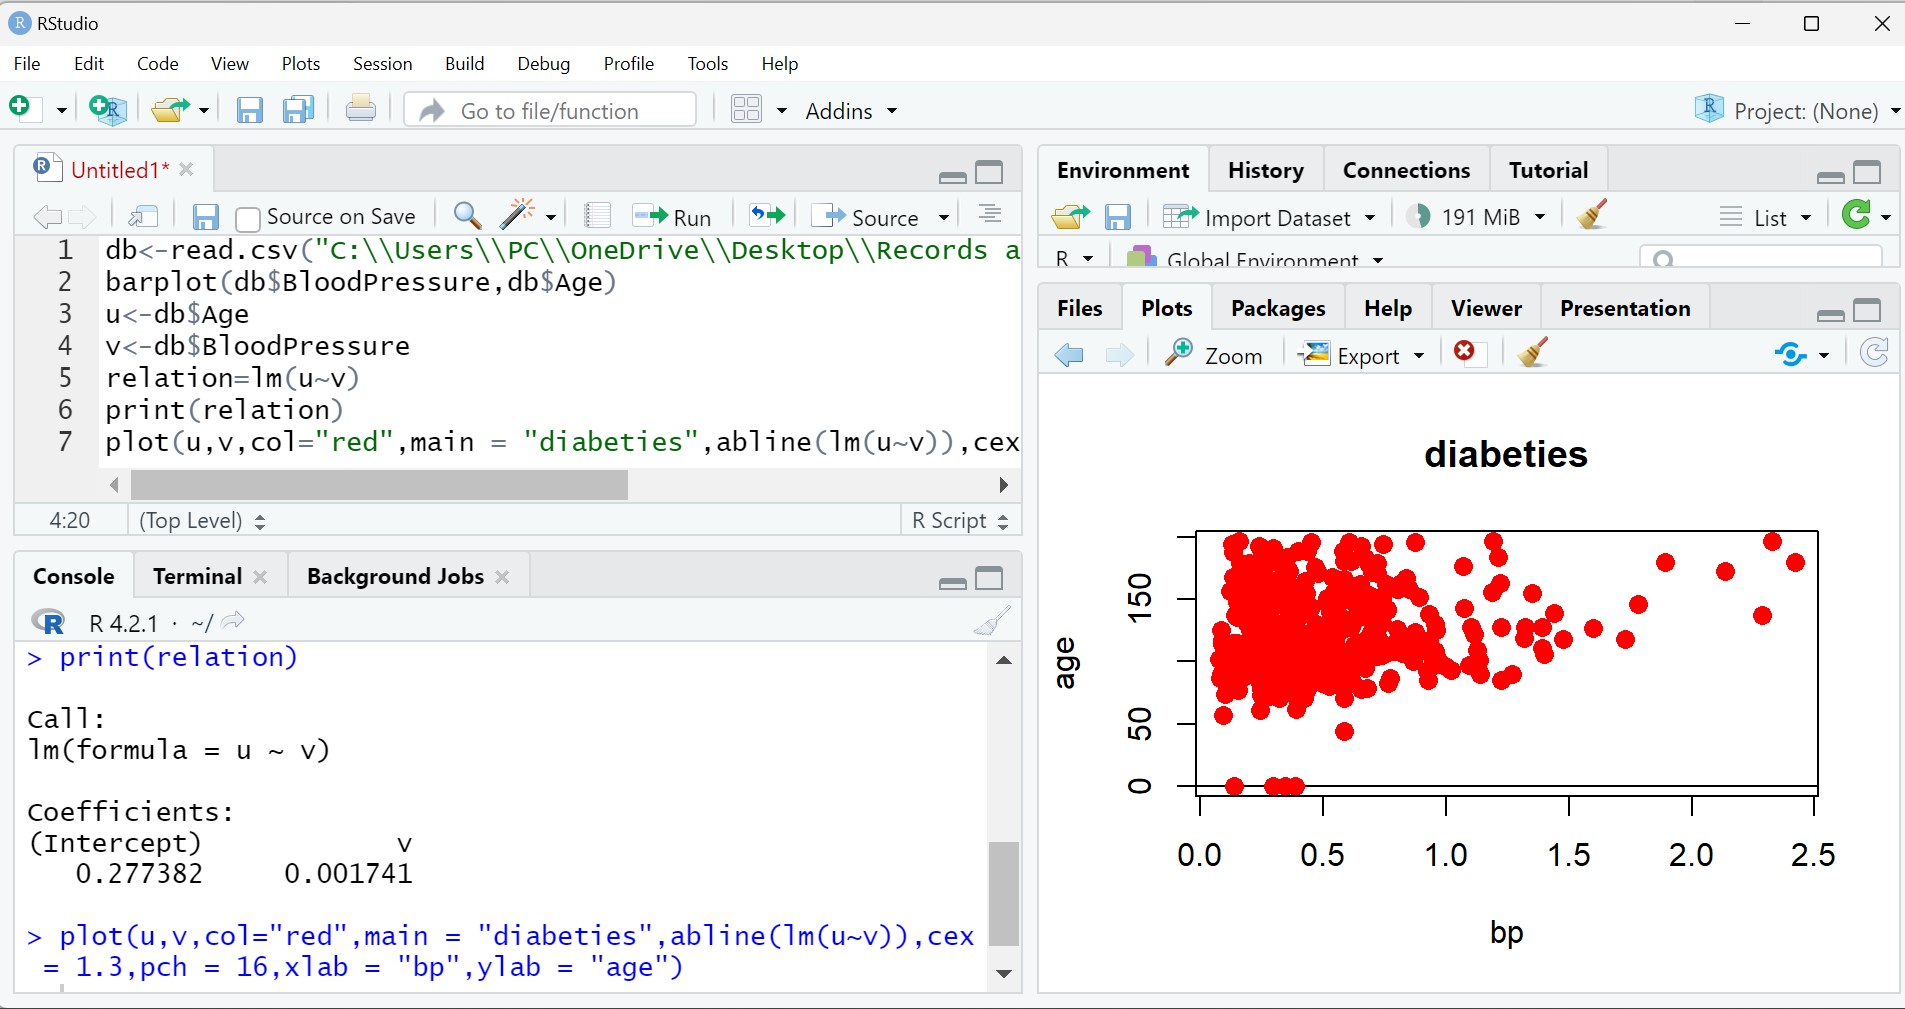 RStudio
File Edit Code View Plots Session Build Debug Profile Tools Help
Go to file/function Addins Project: (None)
Untitled1*
Source on Save Run Source
1 db<-read.csv("C:\\Users\\PC\\OneDrive\\Desktop\\Records a
2 barplot(db$BloodPressure,db$Age)
3 u<-db$Age
4 v<-db$BloodPressure
5 relation=lm(u~v)
6 print(relation)
7 plot(u,v,col="red",main = "diabeties",abline(lm(u~v)),cex
4:20 (Top Level) R Script
Console Terminal Background Jobs
R 4.2.1 · ~/
> print(relation)
Call:
lm(formula = u ~ v)
Coefficients:
(Intercept) v
0.277382 0.001741
> plot(u,v,col="red",main = "diabeties",abline(lm(u~v)),cex
= 1.3,pch = 16,xlab = "bp",ylab = "age")
Environment History Connections Tutorial
Import Dataset 191 MiB List
R Global Environment
Files Plots Packages Help Viewer Presentation
Zoom Export
diabeties
age
150
50
0
0.0 0.5 1.0 1.5 2.0 2.5
bp